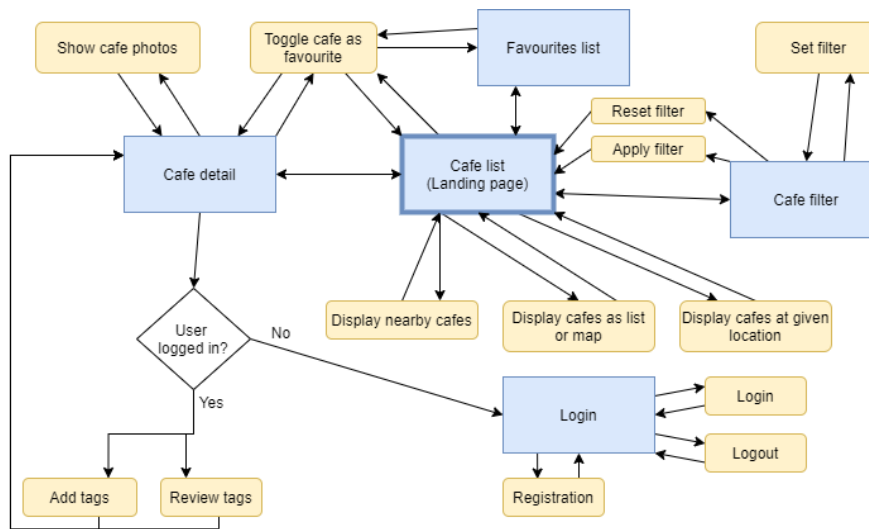 Show cafe photos
Toggle cafe as
favourite
Favourites list
Set filter
Reset filter
Apply filter
Cafe detail
Cafe list
(Landing page)
Cafe filter
Display nearby cafes
Display cafes as list
or map
Display cafes at given
location
User
logged in?
No
Yes
Login
Login
Logout
Registration
Add tags
Review tags